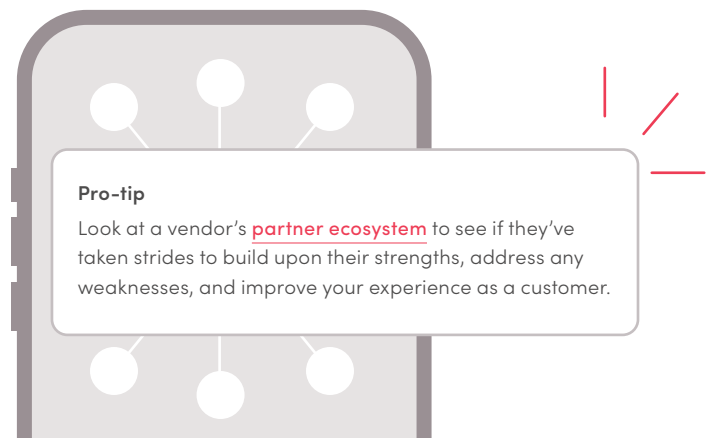 Pro-tip
Look at a vendor’s partner ecosystem to see if they’ve
taken strides to build upon their strengths, address any
weaknesses, and improve your experience as a customer.